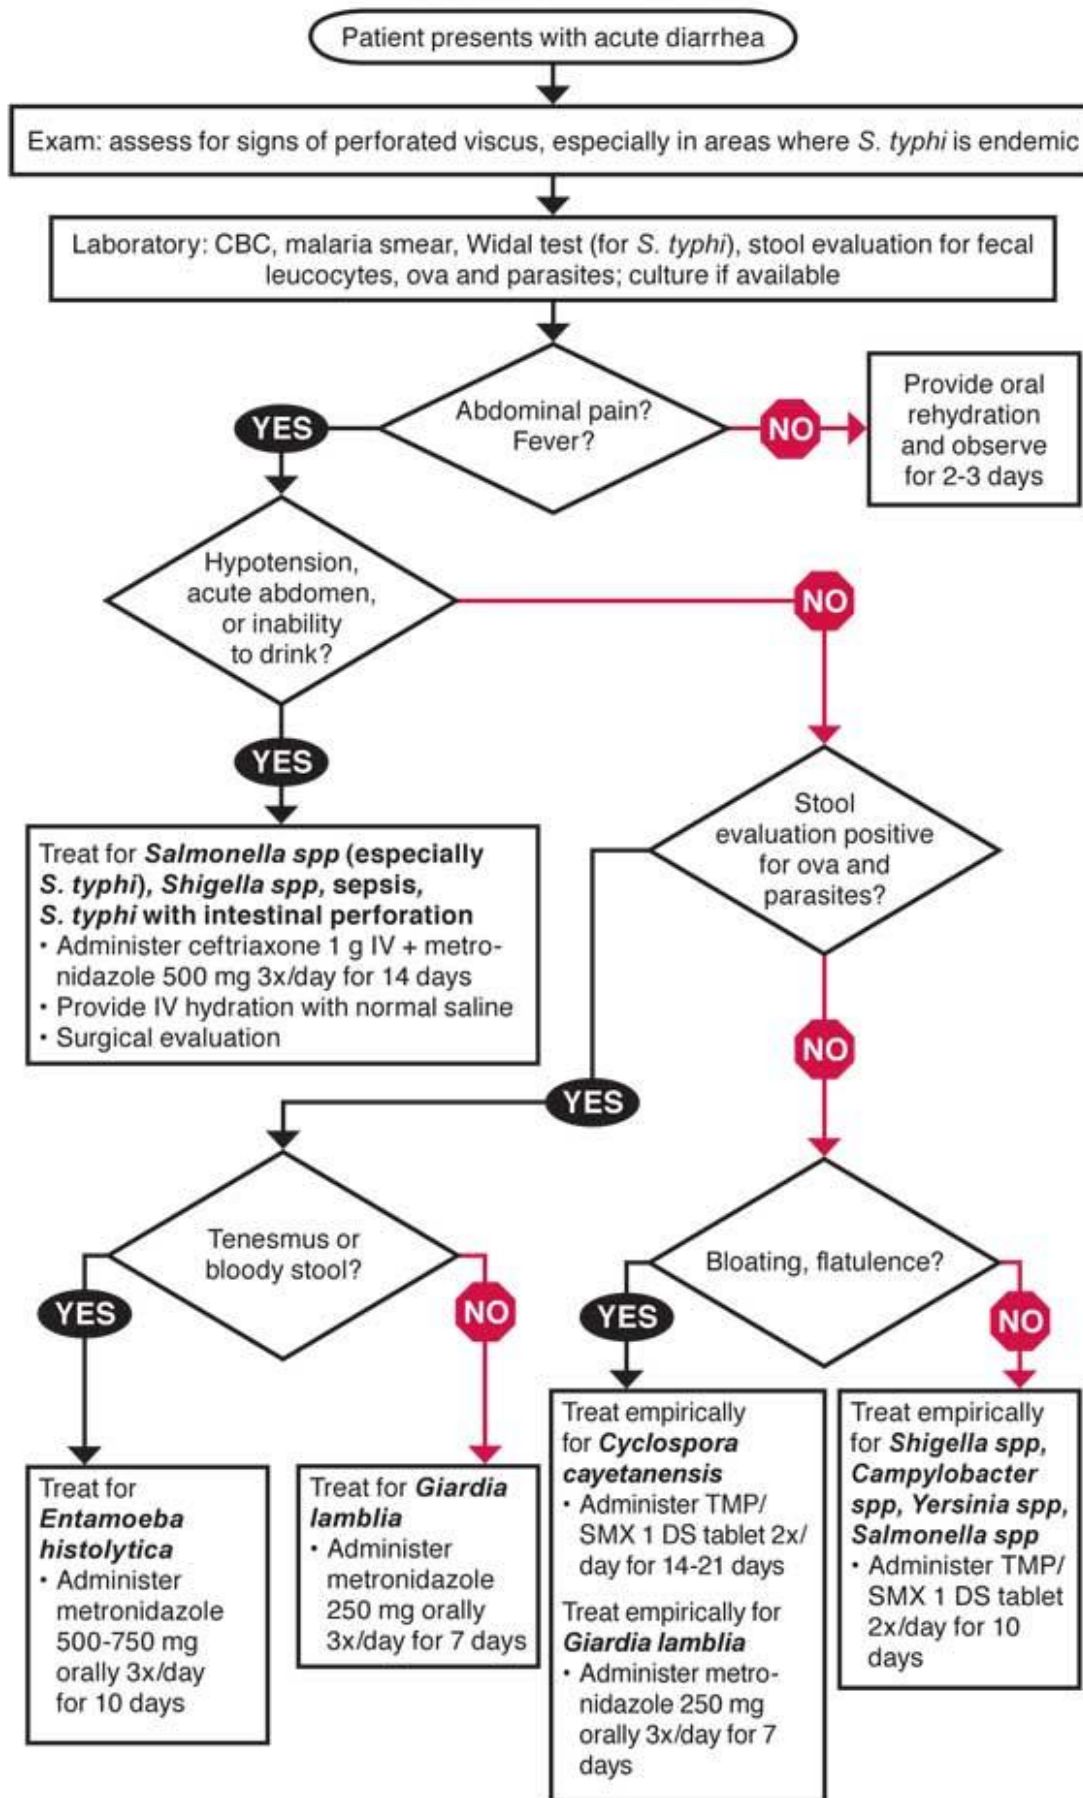 Patient presents with acute diarrhea
Exam: assess for signs of perforated viscus, especially in areas where S. typhi is endemic
Laboratory: CBC, malaria smear, Widal test (for S. typhi), stool evaluation for fecal
leucocytes, ova and parasites; culture if available
Abdominal pain?
Fever?
YES
NO
Provide oral
rehydration
and observe
for 2-3 days
Hypotension,
acute abdomen,
or inability
to drink?
NO
YES
Treat for Salmonella spp (especially
S. typhi), Shigella spp, sepsis,
S. typhi with intestinal perforation
• Administer ceftriaxone 1 g IV + metro-
nidazole 500 mg 3x/day for 14 days
• Provide IV hydration with normal saline
• Surgical evaluation
Stool
evaluation positive
for ova and
parasites?
YES
NO
Tenesmus or
bloody stool?
YES
NO
Bloating, flatulence?
YES
NO
Treat for
Entamoeba
histolytica
• Administer
metronidazole
500-750 mg
orally 3x/day
for 10 days
Treat for Giardia
lamblia
• Administer
metronidazole
250 mg orally
3x/day for 7 days
Treat empirically
for Cyclospora
cayetanensis
• Administer TMP/
SMX 1 DS tablet 2x/
day for 14-21 days
Treat empirically for
Giardia lamblia
• Administer metro-
nidazole 250 mg
orally 3x/day for 7
days
Treat empirically
for Shigella spp,
Campylobacter
spp, Yersinia spp,
Salmonella spp
• Administer TMP/
SMX 1 DS tablet
2x/day for 10
days